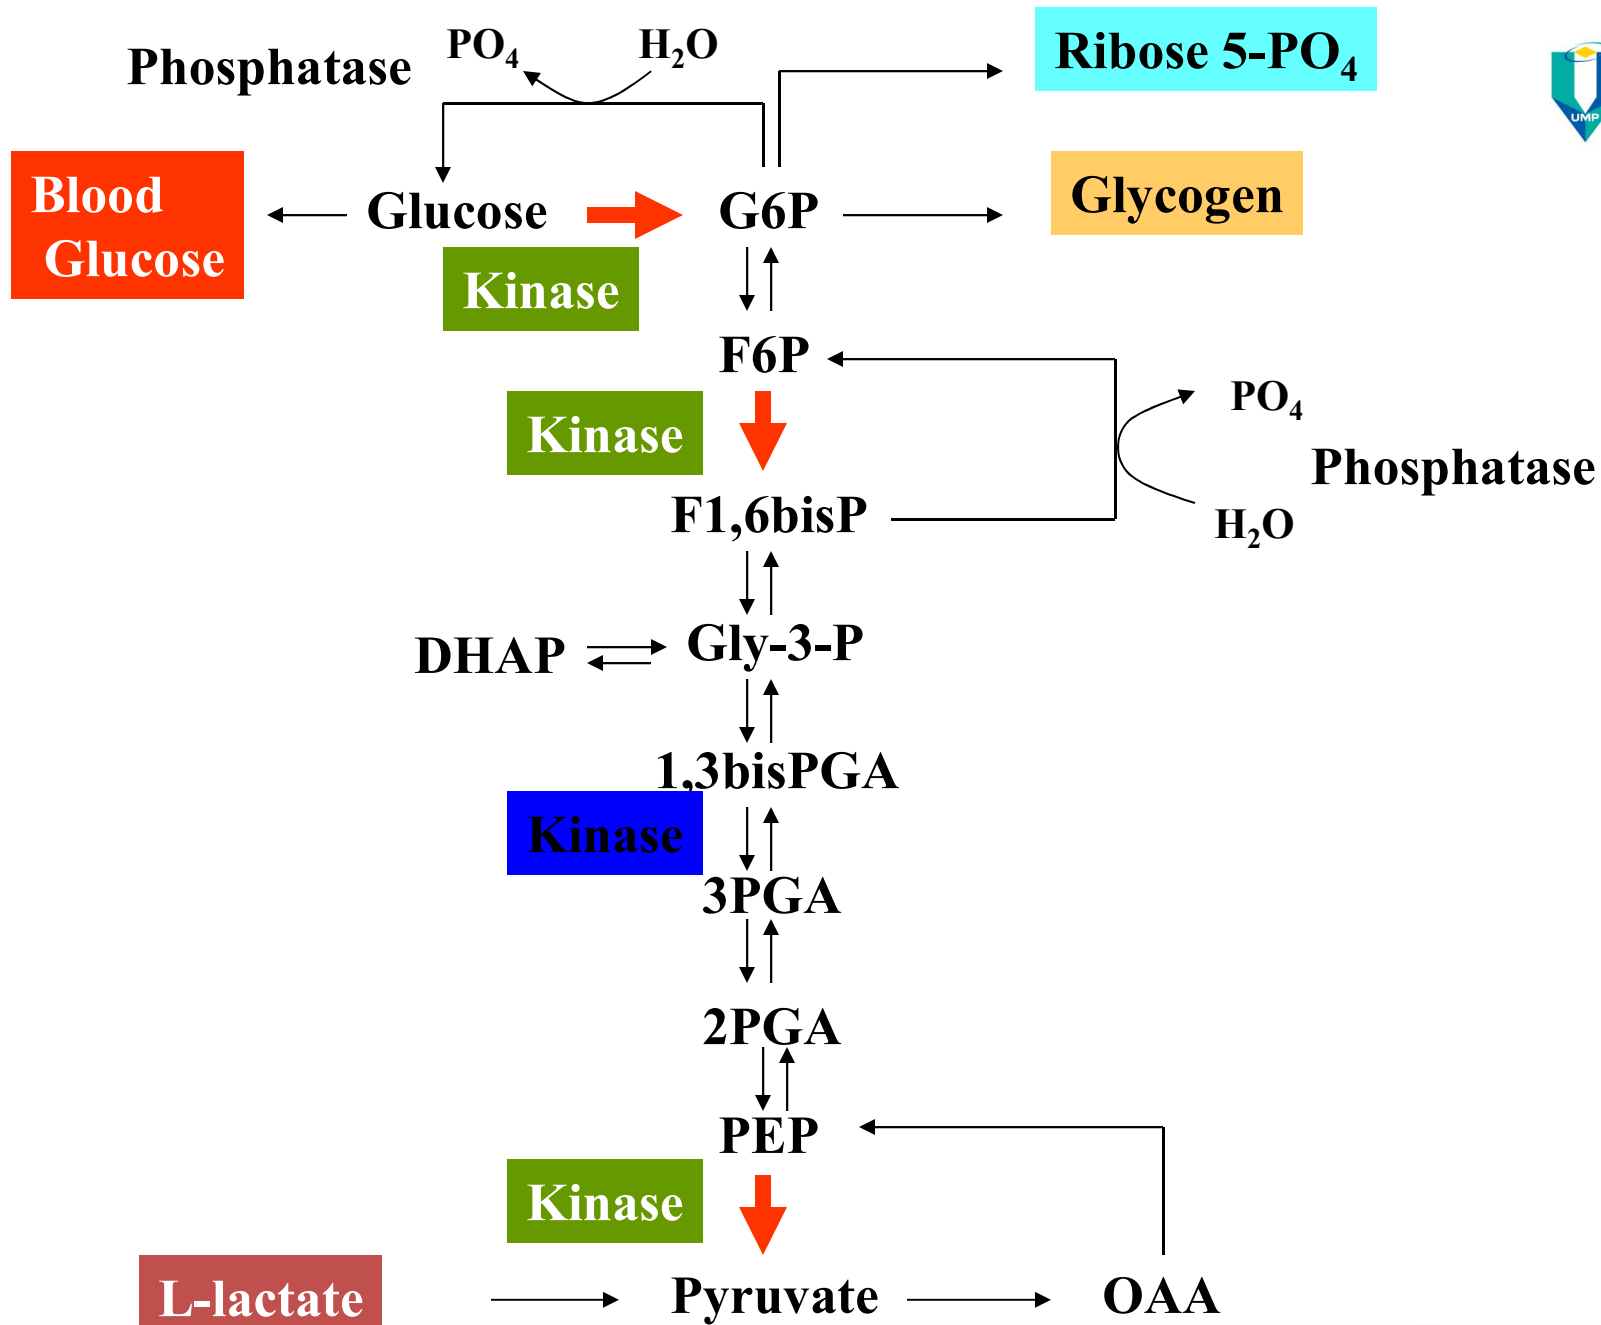 Phosphatase
PO4
H2O
Ribose 5-PO4
UMP
Blood
Glucose
Glucose
G6P
Glycogen
Kinase
F6P
Kinase
PO4
Phosphatase
F1,6bisP
H2O
DHAP
Gly-3-P
1,3bisPGA
Kinase
3PGA
2PGA
PEP
Kinase
L-lactate
Pyruvate
OAA